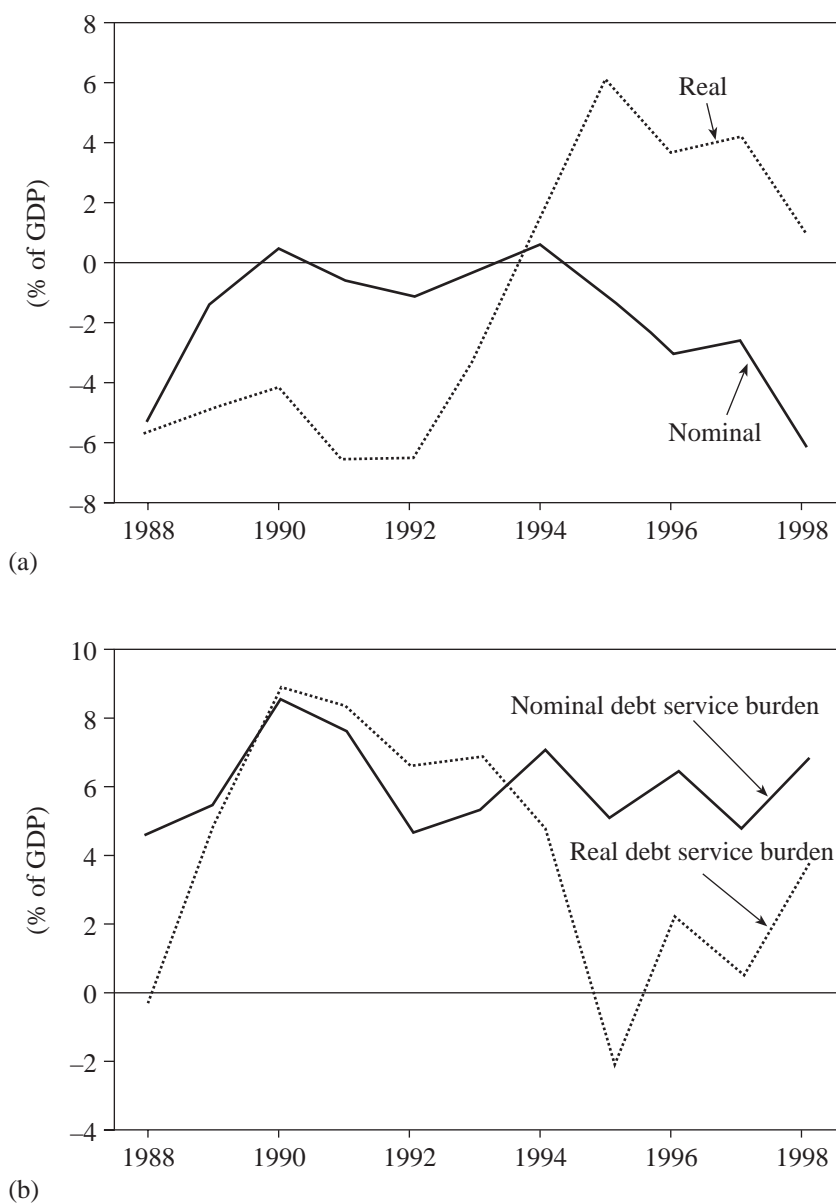 8
6
4
2
0
–2
–4
–6
–8
(% of GDP)
Real
Nominal
1988 1990 1992 1994 1996 1998
(a)
10
8
6
4
2
0
–2
–4
(% of GDP)
Nominal debt service burden
Real debt service burden
1988 1990 1992 1994 1996 1998
(b)